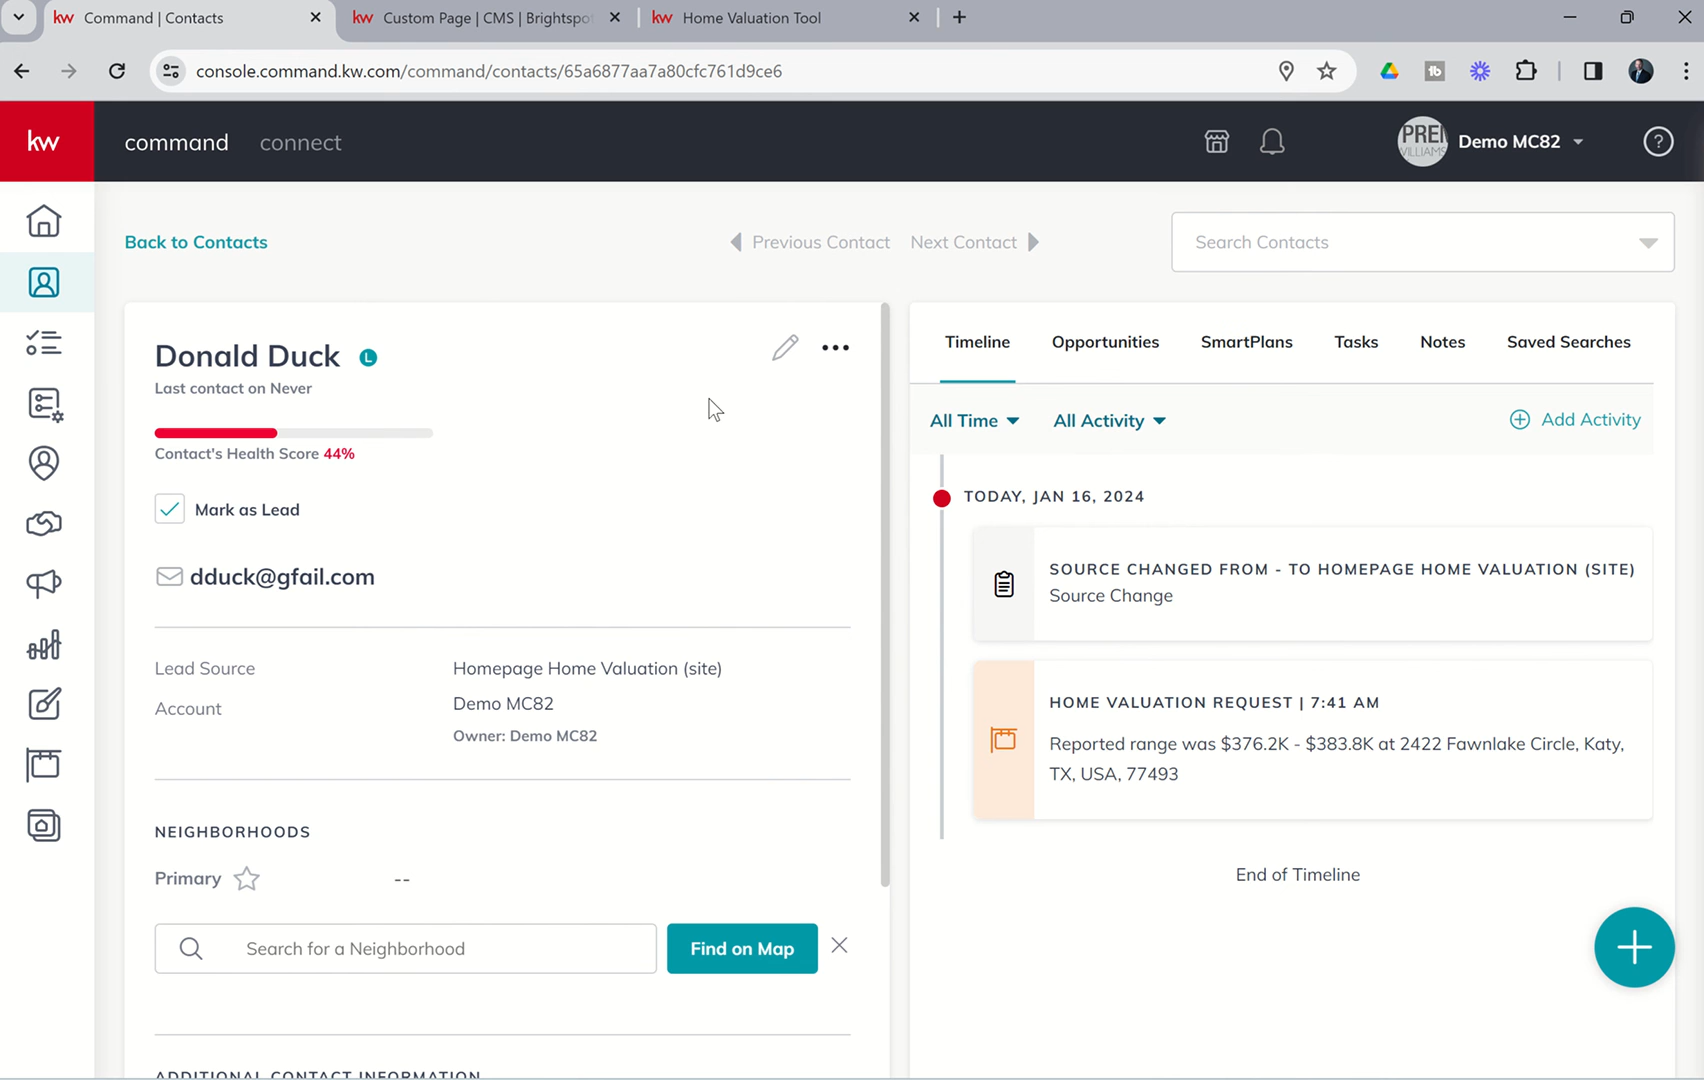 kw Command | Contacts
kw Custom Page | CMS | Brightspo
kw Home Valuation Tool
console.command.kw.com/command/contacts/65a6877aa7a80cfc761d9ce6
tb
kw command connect
PREI
WILLIAMS
Demo MC82
?
Back to Contacts
Previous Contact Next Contact
Search Contacts
Donald Duck L
Last contact on Never
Contact's Health Score 44%
Mark as Lead
dduck@gfail.com
Lead Source Homepage Home Valuation (site)
Account Demo MC82
Owner: Demo MC82
NEIGHBORHOODS
Primary --
Search for a Neighborhood
Find on Map
ADDITIONAL CONTACT INFORMATION
Timeline Opportunities SmartPlans Tasks Notes Saved Searches
All Time All Activity Add Activity
TODAY, JAN 16, 2024
SOURCE CHANGED FROM - TO HOMEPAGE HOME VALUATION (SITE)
Source Change
HOME VALUATION REQUEST | 7:41 AM
Reported range was $376.2K - $383.8K at 2422 Fawnlake Circle, Katy,
TX, USA, 77493
End of Timeline